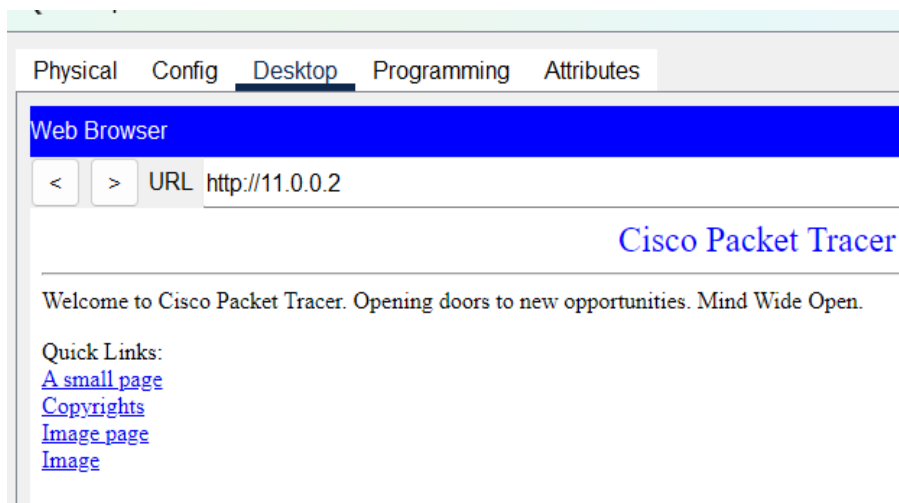 Physical Config Desktop Programming Attributes
Web Browser
< > URL http://11.0.0.2
Cisco Packet Tracer
Welcome to Cisco Packet Tracer. Opening doors to new opportunities. Mind Wide Open.
Quick Links:
A small page
Copyrights
Image page
Image